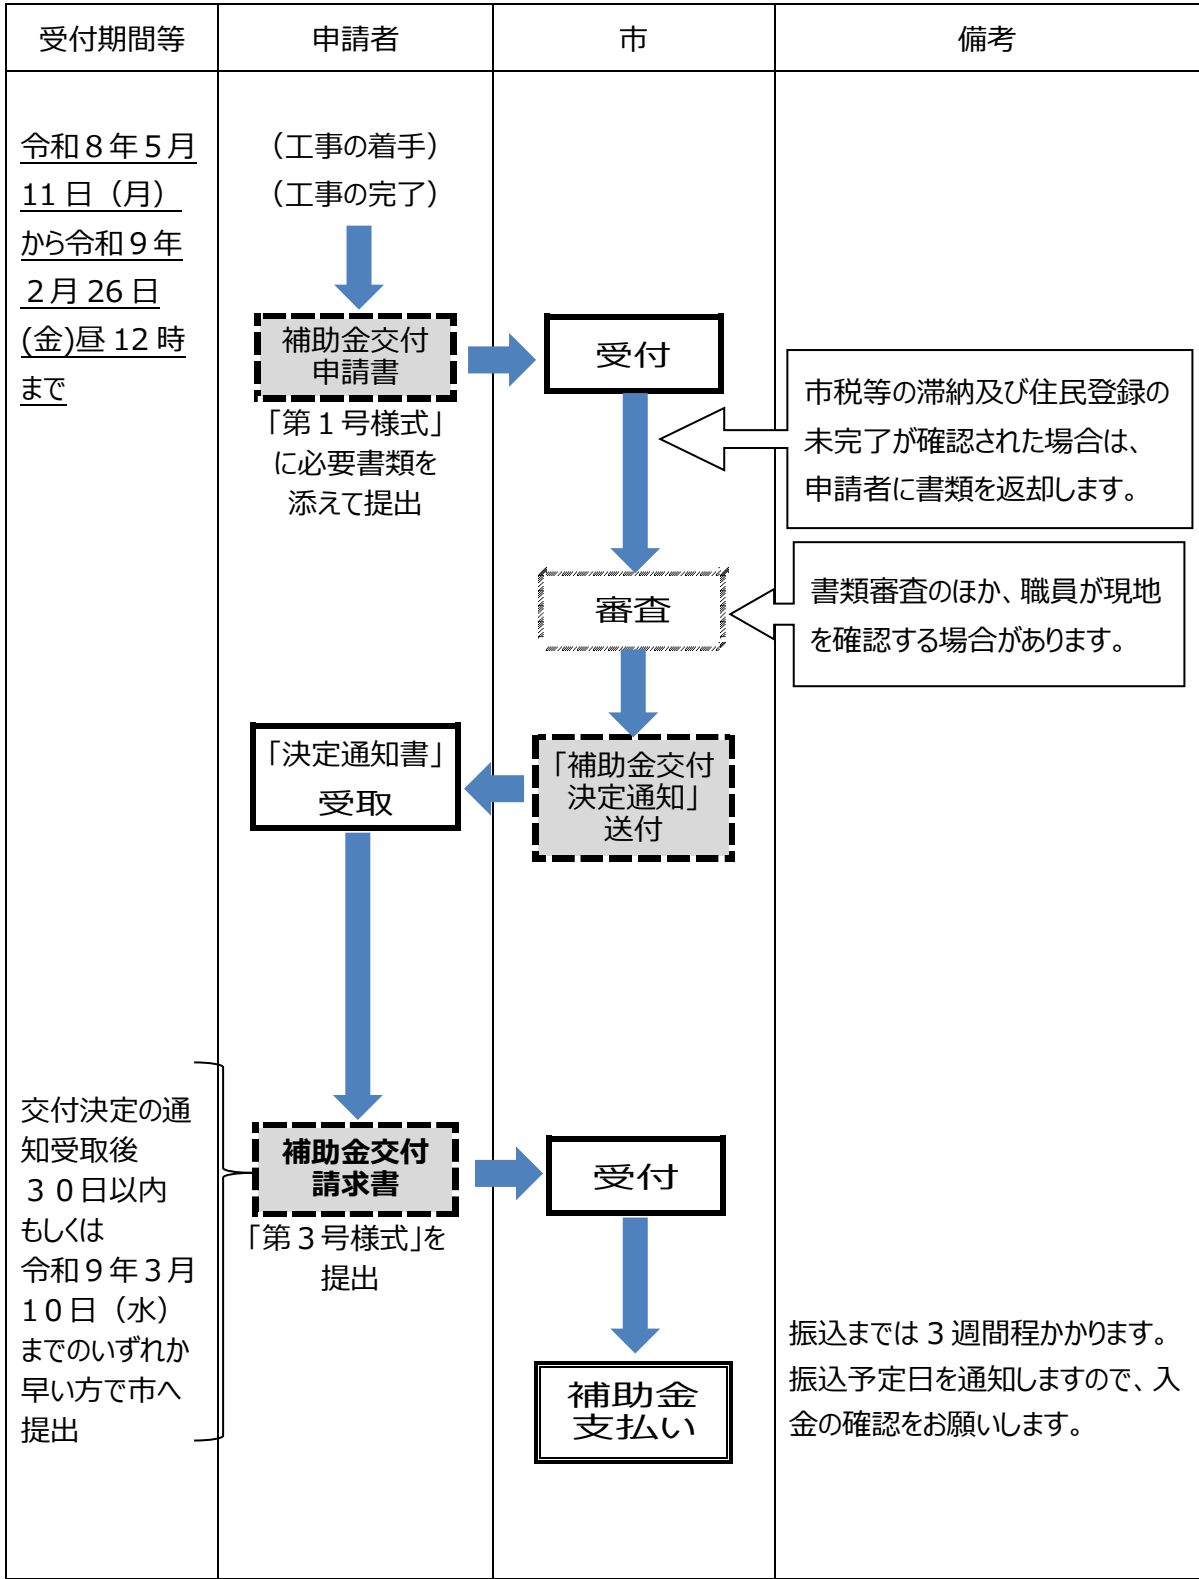 受付期間等
申請者
市
備考
令和８年５月
11日（月）
から令和９年
２月26日
(金)昼12時
まで
（工事の着手）
（工事の完了）
補助金交付
申請書
「第１号様式」
に必要書類を
添えて提出
受付
市税等の滞納及び住民登録の
未完了が確認された場合は、
申請者に書類を返却します。
審査
書類審査のほか、職員が現地
を確認する場合があります。
「補助金交付
決定通知」
送付
「決定通知書」
受取
交付決定の通
知受取後
３０日以内
もしくは
令和９年３月
１０日（水）
までのいずれか
早い方で市へ
提出
補助金交付
請求書
「第３号様式」を
提出
受付
補助金
支払い
振込までは３週間程かかります。
振込予定日を通知しますので、入
金の確認をお願いします。